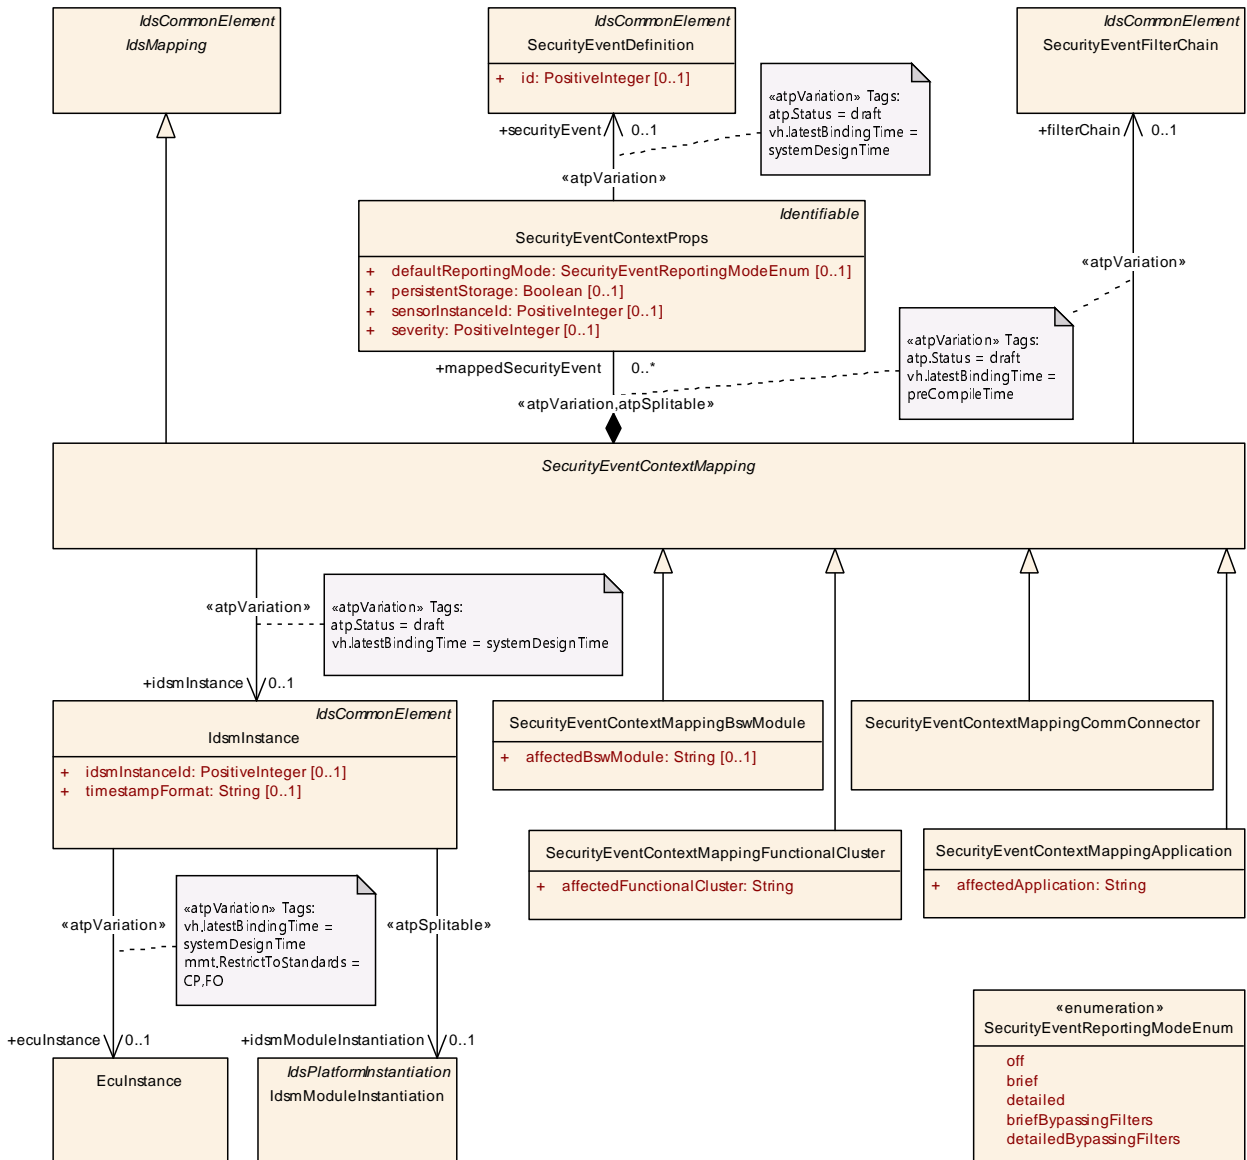 IdsCommonElement
IdsMapping
IdsCommonElement
SecurityEventDefinition
+ id: PositiveInteger [0..1]
IdsCommonElement
SecurityEventFilterChain
«atpVariation» Tags:
atp.Status = draft
vh.latestBindingTime =
systemDesignTime
+securityEvent
0..1
+filterChain
0..1
«atpVariation»
Identifiable
SecurityEventContextProps
+ defaultReportingMode: SecurityEventReportingModeEnum [0..1]
+ persistentStorage: Boolean [0..1]
+ sensorInstanceId: PositiveInteger [0..1]
+ severity: PositiveInteger [0..1]
«atpVariation»
«atpVariation» Tags:
atp.Status = draft
vh.latestBindingTime =
preCompileTime
+mappedSecurityEvent
0..*
«atpVariation,atpSplitable»
SecurityEventContextMapping
«atpVariation»
«atpVariation» Tags:
atp.Status = draft
vh.latestBindingTime = systemDesignTime
+idsmInstance
0..1
IdsCommonElement
IdsmInstance
+ idsmInstanceId: PositiveInteger [0..1]
+ timestampFormat: String [0..1]
SecurityEventContextMappingBswModule
+ affectedBswModule: String [0..1]
SecurityEventContextMappingCommConnector
SecurityEventContextMappingFunctionalCluster
+ affectedFunctionalCluster: String
SecurityEventContextMappingApplication
+ affectedApplication: String
«atpVariation»
«atpVariation» Tags:
vh.latestBindingTime =
systemDesignTime
mmt.RestrictToStandards =
CP,FO
«atpSplitable»
+ecuInstance
0..1
+idsmModuleInstantiation
0..1
EcuInstance
IdsPlatformInstantiation
IdsmModuleInstantiation
«enumeration»
SecurityEventReportingModeEnum
off
brief
detailed
briefBypassingFilters
detailedBypassingFilters